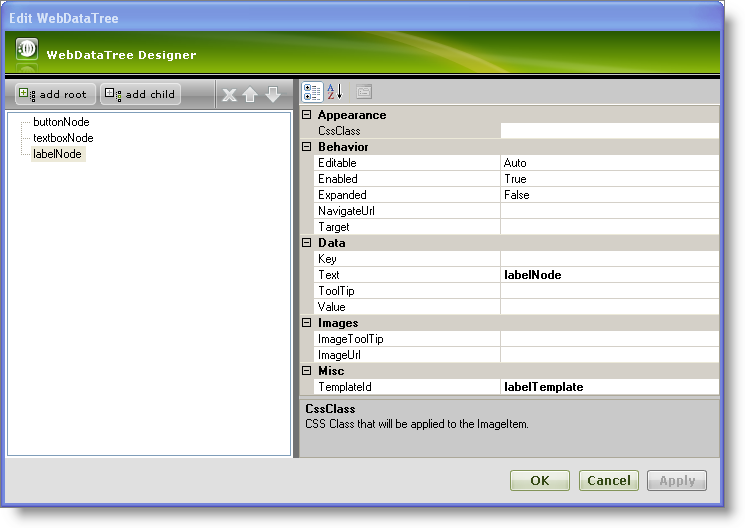 Edit WebDataTree
WebDataTree Designer
add root add child
buttonNode
textboxNode
labelNode
Appearance
CssClass
Behavior
Editable Auto
Enabled True
Expanded False
NavigateUrl
Target
Data
Key
Text labelNode
ToolTip
Value
Images
ImageToolTip
ImageUrl
Misc
TemplateId labelTemplate
CssClass
CSS Class that will be applied to the ImageItem.
OK Cancel Apply